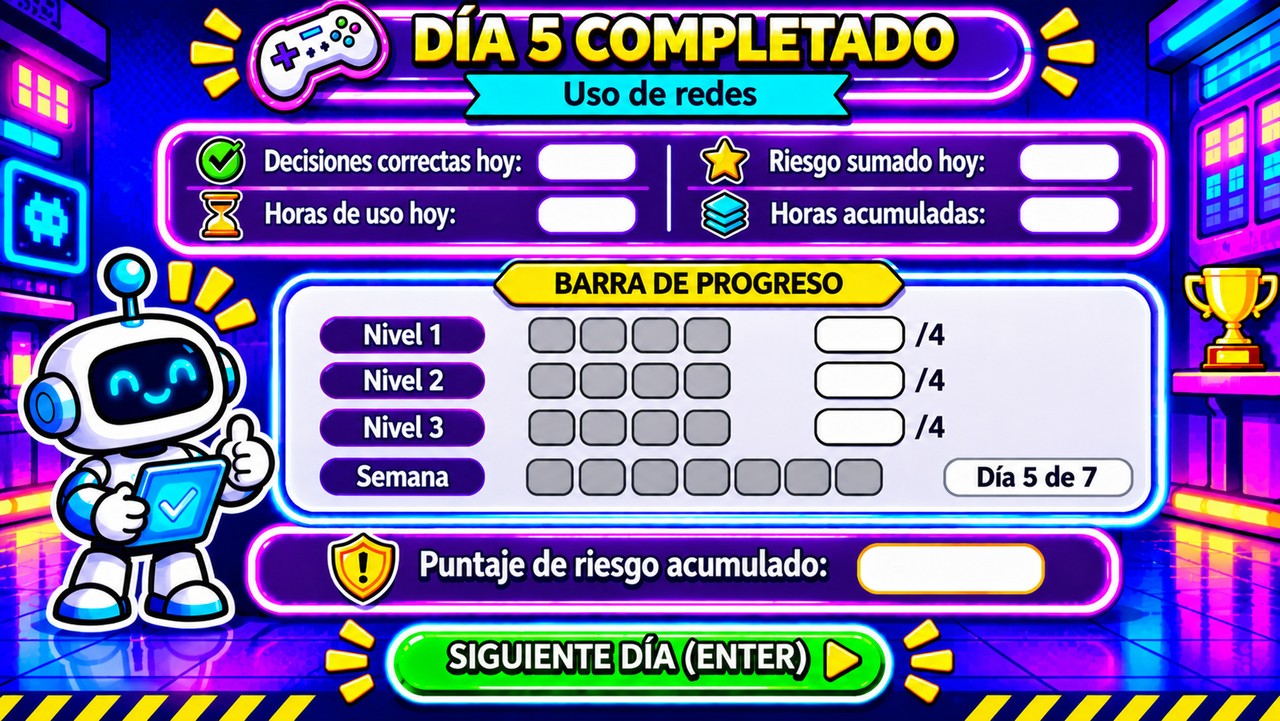 DÍA 5 COMPLETADO
Uso de redes
Decisiones correctas hoy:
Riesgo sumado hoy:
Horas de uso hoy:
Horas acumuladas:
BARRA DE PROGRESO
Nivel 1 /4
Nivel 2 /4
Nivel 3 /4
Semana Día 5 de 7
Puntaje de riesgo acumulado:
SIGUIENTE DÍA (ENTER)